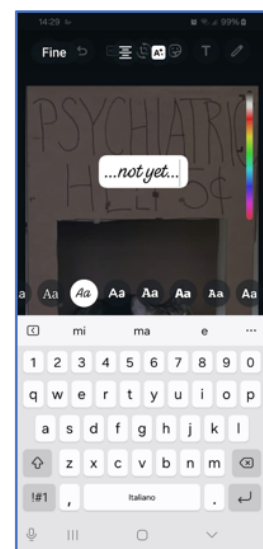 14:29
99%
Fine
T
PSYCHIATRIC
HELP 5¢
...not yet...
a Aa Aa Aa Aa Aa Aa Aa
mi ma e ...
1 2 3 4 5 6 7 8 9 0
q w e r t y u i o p
a s d f g h j k l
z x c v b n m
!#1 , Italiano .